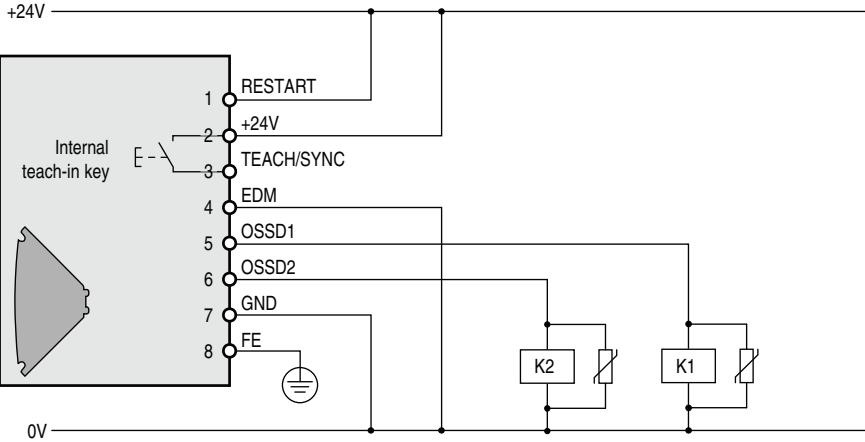 +24V
1 RESTART
2 +24V
Internal
teach-in key
3 TEACH/SYNC
4 EDM
5 OSSD1
6 OSSD2
7 GND
8 FE
K2
K1
0V